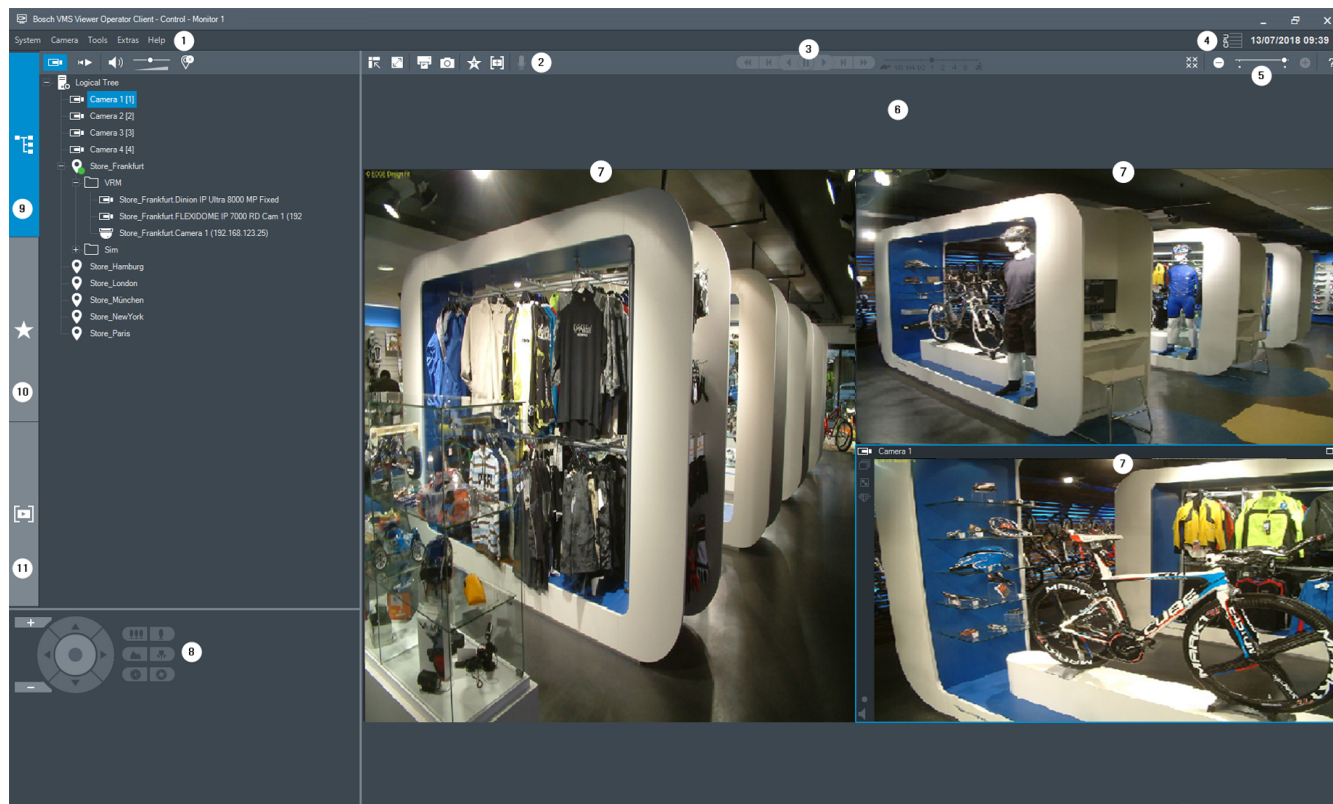 Bosch VMS Viewer Operator Client - Control - Monitor 1
System Camera Tools Extras Help 1
4 13/07/2018 09:39
2
3
5
?
6
Logical Tree
Camera 1 [1]
Camera 2 [2]
Camera 3 [3]
Camera 4 [4]
Store_Frankfurt
VRM
Store_Frankfurt.Dinion IP Ultra 8000 MP Fixed
Store_Frankfurt.FLEXIDOME IP 7000 RD Cam 1 (192
Store_Frankfurt.Camera 1 (192.168.123.25)
Sim
Store_Hamburg
Store_London
Store_München
Store_NewYork
Store_Paris
9
10
11
8
7
7
Camera 1
7
CUBE